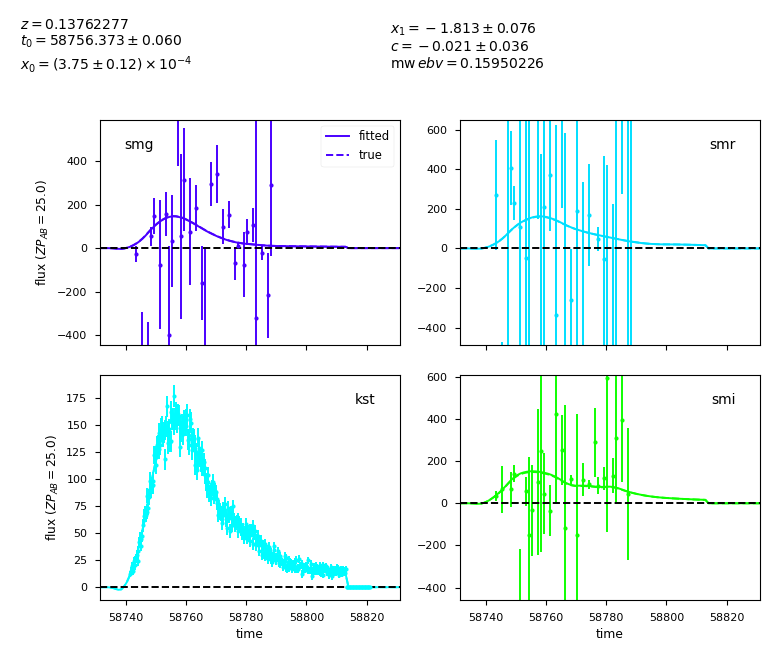 z = 0.13762277
t₀ = 58756.373 ± 0.060
x₀ = (3.75 ± 0.12) × 10⁻⁴
x₁ = −1.813 ± 0.076
c = −0.021 ± 0.036
mw ebv = 0.15950226
smg
fitted
true
flux (ZP_AB = 25.0)
400
200
0
−200
−400
smr
600
400
200
0
−200
−400
kst
flux (ZP_AB = 25.0)
175
150
125
100
75
50
25
0
58740 58760 58780 58800 58820
time
smi
600
400
200
0
−200
−400
58740 58760 58780 58800 58820
time